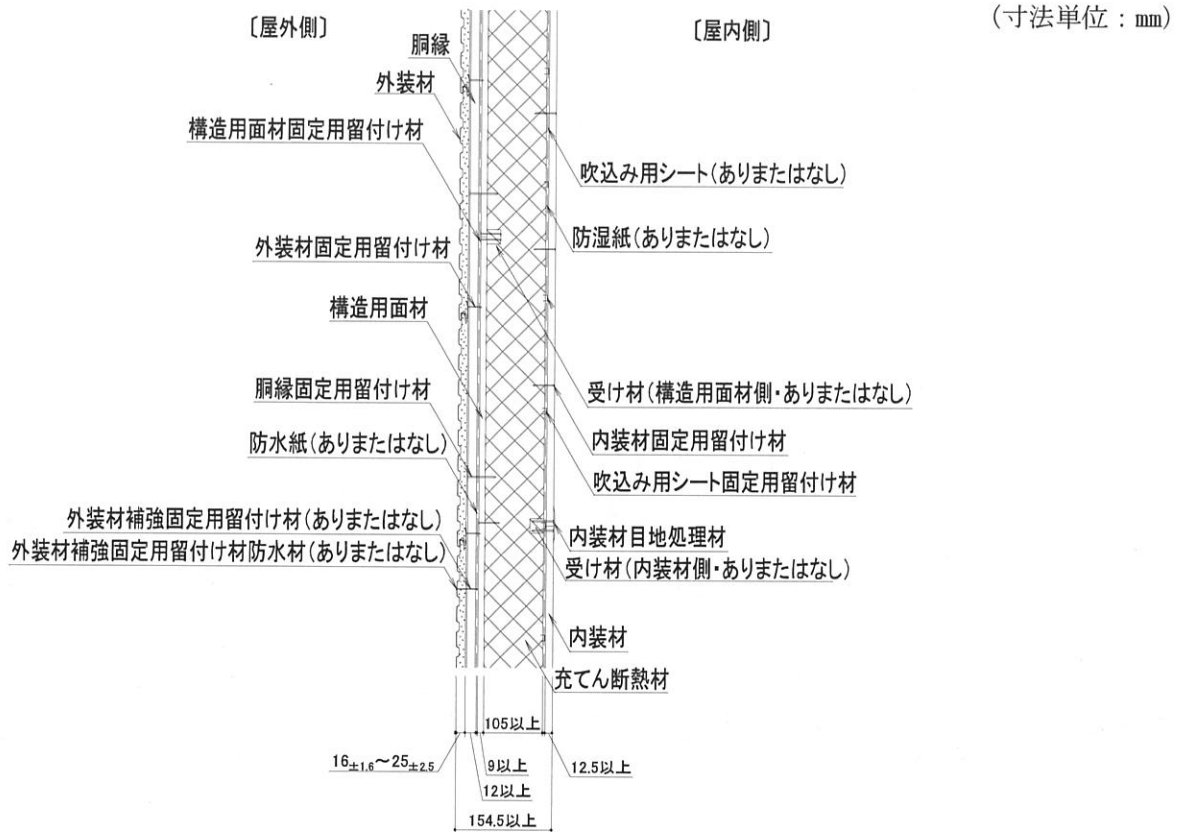 (寸法単位：mm)
〔屋外側〕
〔屋内側〕
胴縁
外装材
構造用面材固定用留付け材
吹込み用シート(ありまたはなし)
防湿紙(ありまたはなし)
外装材固定用留付け材
構造用面材
胴縁固定用留付け材
受け材(構造用面材側・ありまたはなし)
防水紙(ありまたはなし)
内装材固定用留付け材
吹込み用シート固定用留付け材
外装材補強固定用留付け材(ありまたはなし)
内装材目地処理材
外装材補強固定用留付け材防水材(ありまたはなし)
受け材(内装材側・ありまたはなし)
内装材
充てん断熱材
105以上
16±1.6～25±2.5
9以上
12.5以上
12以上
154.5以上